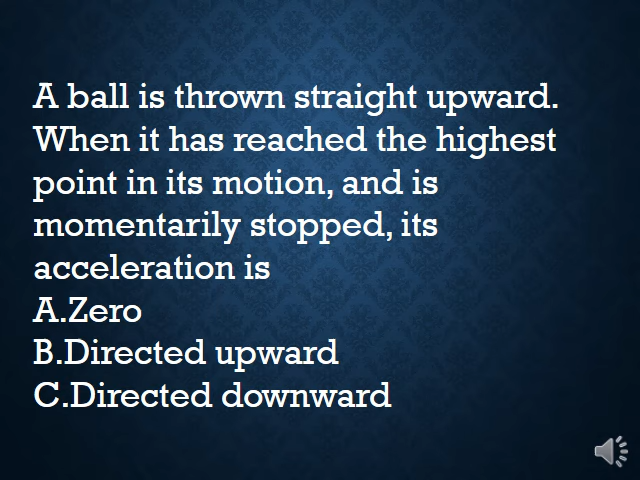 A ball is thrown straight upward.
When it has reached the highest
point in its motion, and is
momentarily stopped, its
acceleration is
A.Zero
B.Directed upward
C.Directed downward